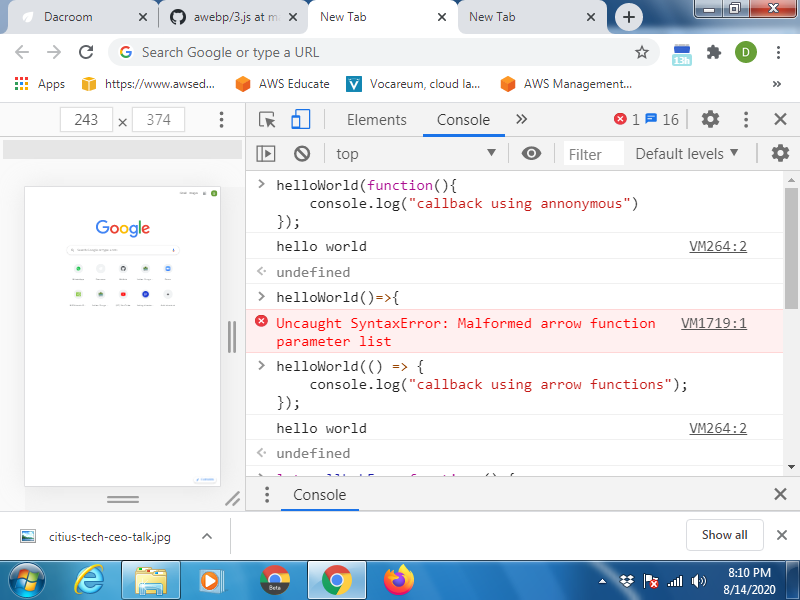 Dacroom
awebp/3.js at m
New Tab
New Tab
Search Google or type a URL
13h
D
Apps
https://www.awsed...
AWS Educate
Vocareum, cloud la...
AWS Management...
»
243 × 374
Elements
Console
»
1
16
top
Filter
Default levels
helloWorld(function(){
console.log("callback using annonymous")
});
hello world
VM264:2
undefined
helloWorld()=>{
Uncaught SyntaxError: Malformed arrow function
parameter list
VM1719:1
helloWorld(() => {
console.log("callback using arrow functions");
});
hello world
VM264:2
undefined
Google
Console
citius-tech-ceo-talk.jpg
Show all
Beta
8:10 PM
8/14/2020